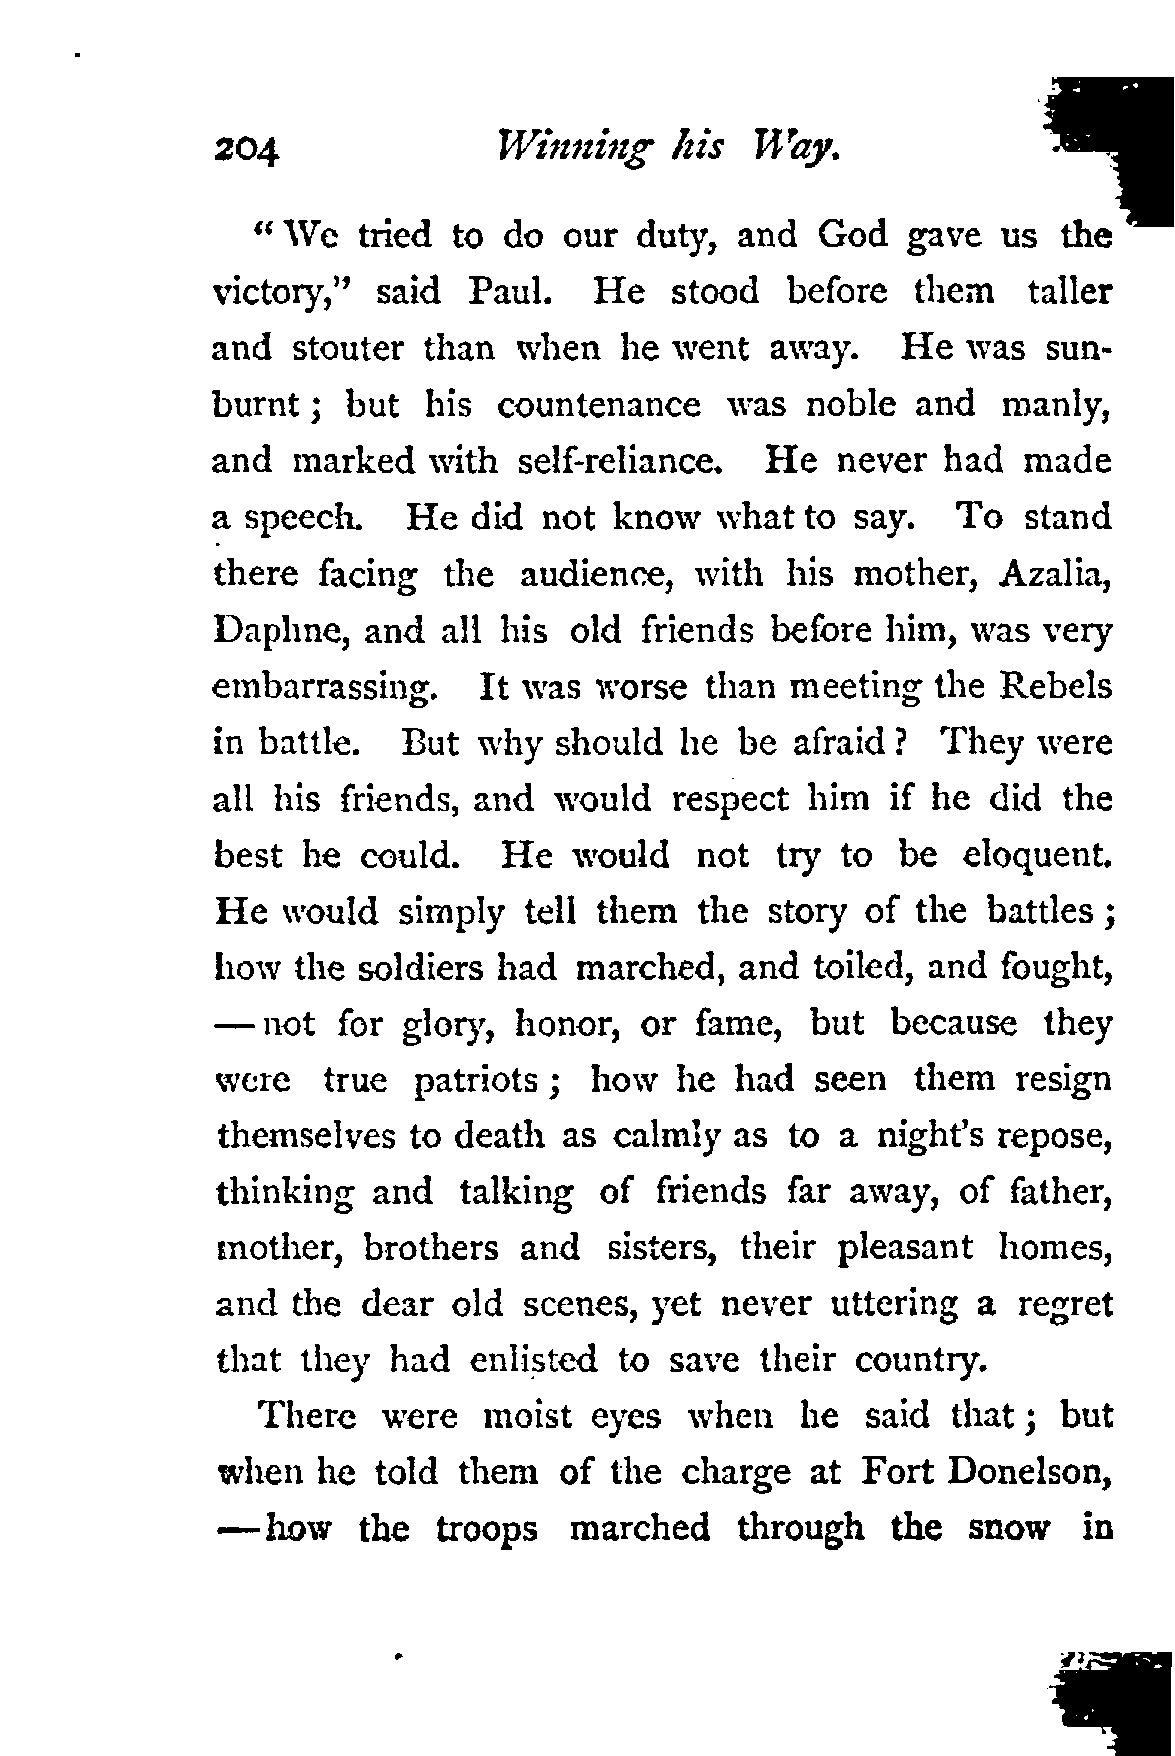 204 Winning his Way.
“ We tried to do our duty, and God gave us the
victory,” said Paul. He stood before them taller
and stouter than when he went away. He was sun-
burnt ; but his countenance was noble and manly,
and marked with self-reliance. He never had made
a speech. He did not know what to say. To stand
there facing the audience, with his mother, Azalia,
Daphne, and all his old friends before him, was very
embarrassing. It was worse than meeting the Rebels
in battle. But why should he be afraid ? They were
all his friends, and would respect him if he did the
best he could. He would not try to be eloquent.
He would simply tell them the story of the battles ;
how the soldiers had marched, and toiled, and fought,
— not for glory, honor, or fame, but because they
were true patriots ; how he had seen them resign
themselves to death as calmly as to a night’s repose,
thinking and talking of friends far away, of father,
mother, brothers and sisters, their pleasant homes,
and the dear old scenes, yet never uttering a regret
that they had enlisted to save their country.
There were moist eyes when he said that ; but
when he told them of the charge at Fort Donelson,
— how the troops marched through the snow in